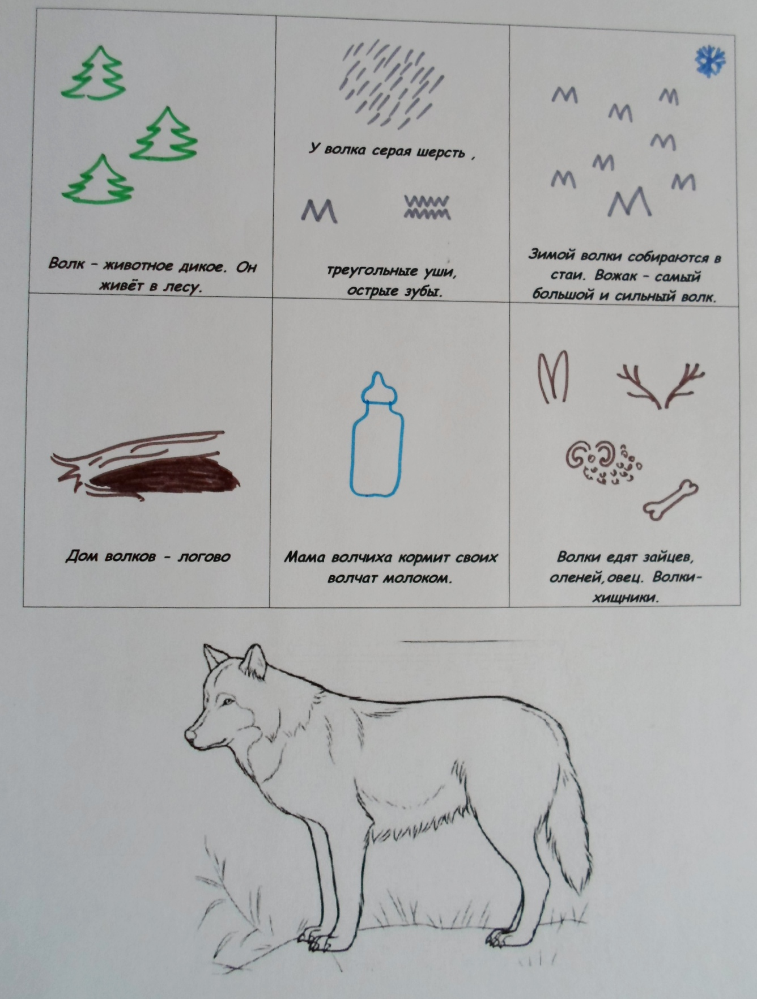 Волк - животное дикое. Он
живёт в лесу.
У волка серая шерсть ,
треугольные уши,
острые зубы.
Зимой волки собираются в
стаи. Вожак - самый
большой и сильный волк.
Дом волков - логово
Мама волчиха кормит своих
волчат молоком.
Волки едят зайцев,
оленей,овец. Волки-
хищники.